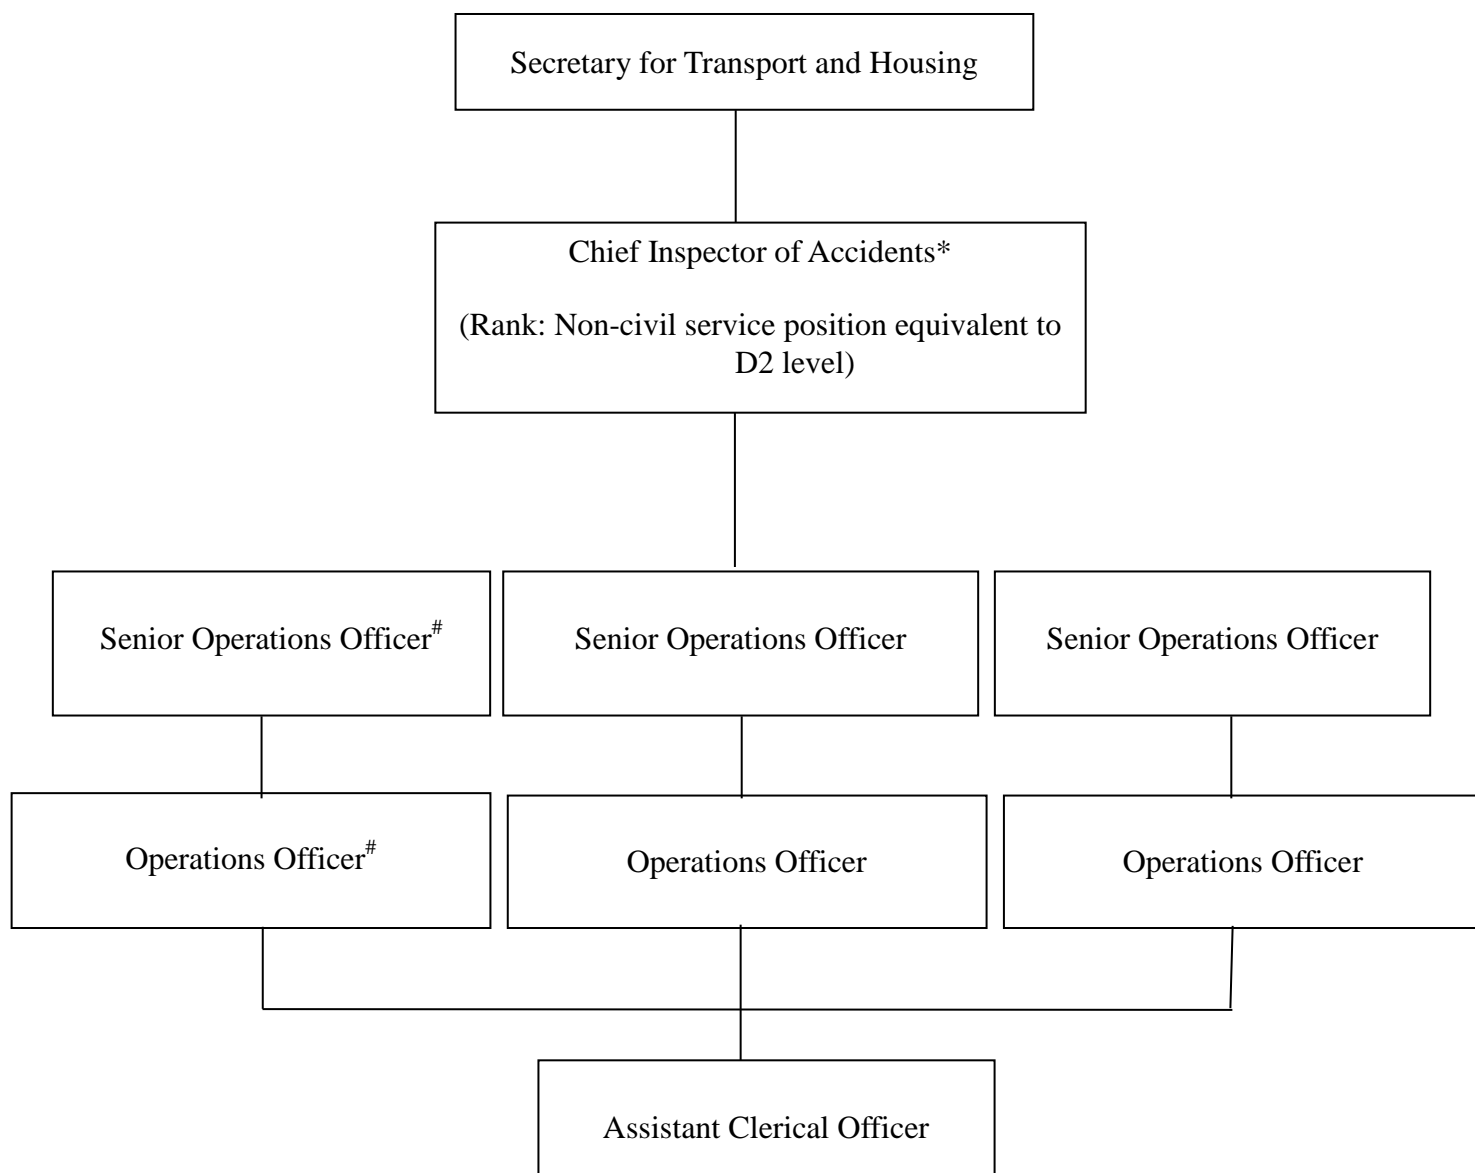 Secretary for Transport and Housing
Chief Inspector of Accidents*
(Rank: Non-civil service position equivalent to
D2 level)
Senior Operations Officer#
Senior Operations Officer
Senior Operations Officer
Operations Officer#
Operations Officer
Operations Officer
Assistant Clerical Officer